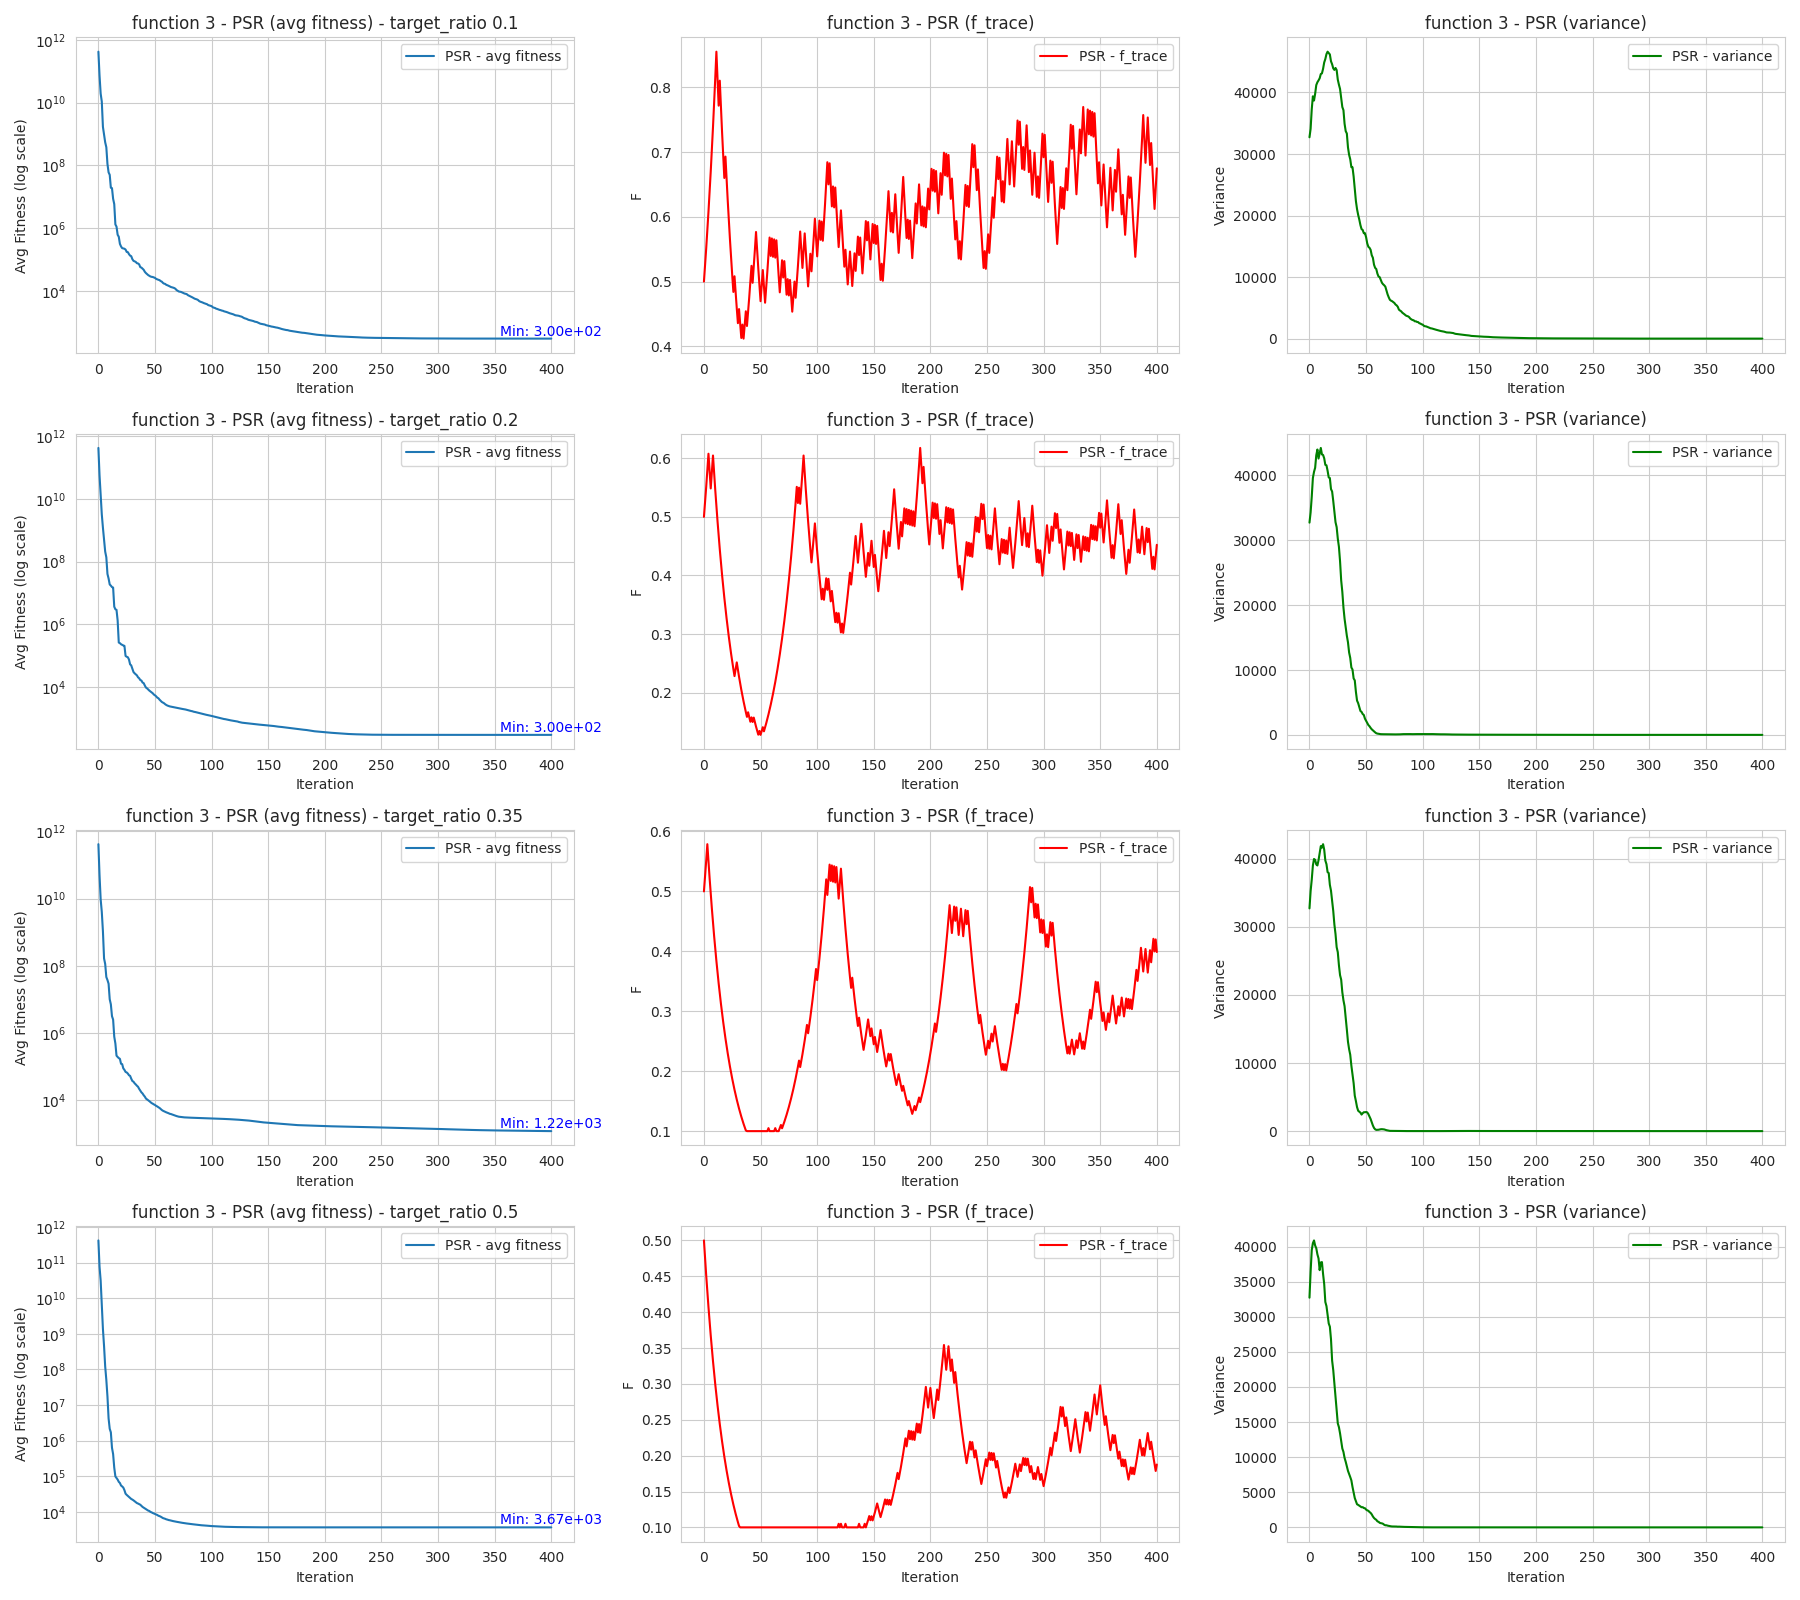 function 3 - PSR (avg fitness) - target_ratio 0.1
Avg Fitness (log scale)
10^12
10^10
10^8
10^6
10^4
PSR - avg fitness
Min: 3.00e+02
0 50 100 150 200 250 300 350 400
Iteration
function 3 - PSR (f_trace)
F
0.8
0.7
0.6
0.5
0.4
PSR - f_trace
0 50 100 150 200 250 300 350 400
Iteration
function 3 - PSR (variance)
Variance
40000
30000
20000
10000
0
PSR - variance
0 50 100 150 200 250 300 350 400
Iteration
function 3 - PSR (avg fitness) - target_ratio 0.2
Avg Fitness (log scale)
10^12
10^10
10^8
10^6
10^4
PSR - avg fitness
Min: 3.00e+02
0 50 100 150 200 250 300 350 400
Iteration
function 3 - PSR (f_trace)
F
0.6
0.5
0.4
0.3
0.2
PSR - f_trace
0 50 100 150 200 250 300 350 400
Iteration
function 3 - PSR (variance)
Variance
40000
30000
20000
10000
0
PSR - variance
0 50 100 150 200 250 300 350 400
Iteration
function 3 - PSR (avg fitness) - target_ratio 0.35
Avg Fitness (log scale)
10^12
10^10
10^8
10^6
10^4
PSR - avg fitness
Min: 1.22e+03
0 50 100 150 200 250 300 350 400
Iteration
function 3 - PSR (f_trace)
F
0.6
0.5
0.4
0.3
0.2
0.1
PSR - f_trace
0 50 100 150 200 250 300 350 400
Iteration
function 3 - PSR (variance)
Variance
40000
30000
20000
10000
0
PSR - variance
0 50 100 150 200 250 300 350 400
Iteration
function 3 - PSR (avg fitness) - target_ratio 0.5
Avg Fitness (log scale)
10^12
10^11
10^10
10^9
10^8
10^7
10^6
10^5
10^4
PSR - avg fitness
Min: 3.67e+03
0 50 100 150 200 250 300 350 400
Iteration
function 3 - PSR (f_trace)
F
0.50
0.45
0.40
0.35
0.30
0.25
0.20
0.15
0.10
PSR - f_trace
0 50 100 150 200 250 300 350 400
Iteration
function 3 - PSR (variance)
Variance
40000
35000
30000
25000
20000
15000
10000
5000
0
PSR - variance
0 50 100 150 200 250 300 350 400
Iteration